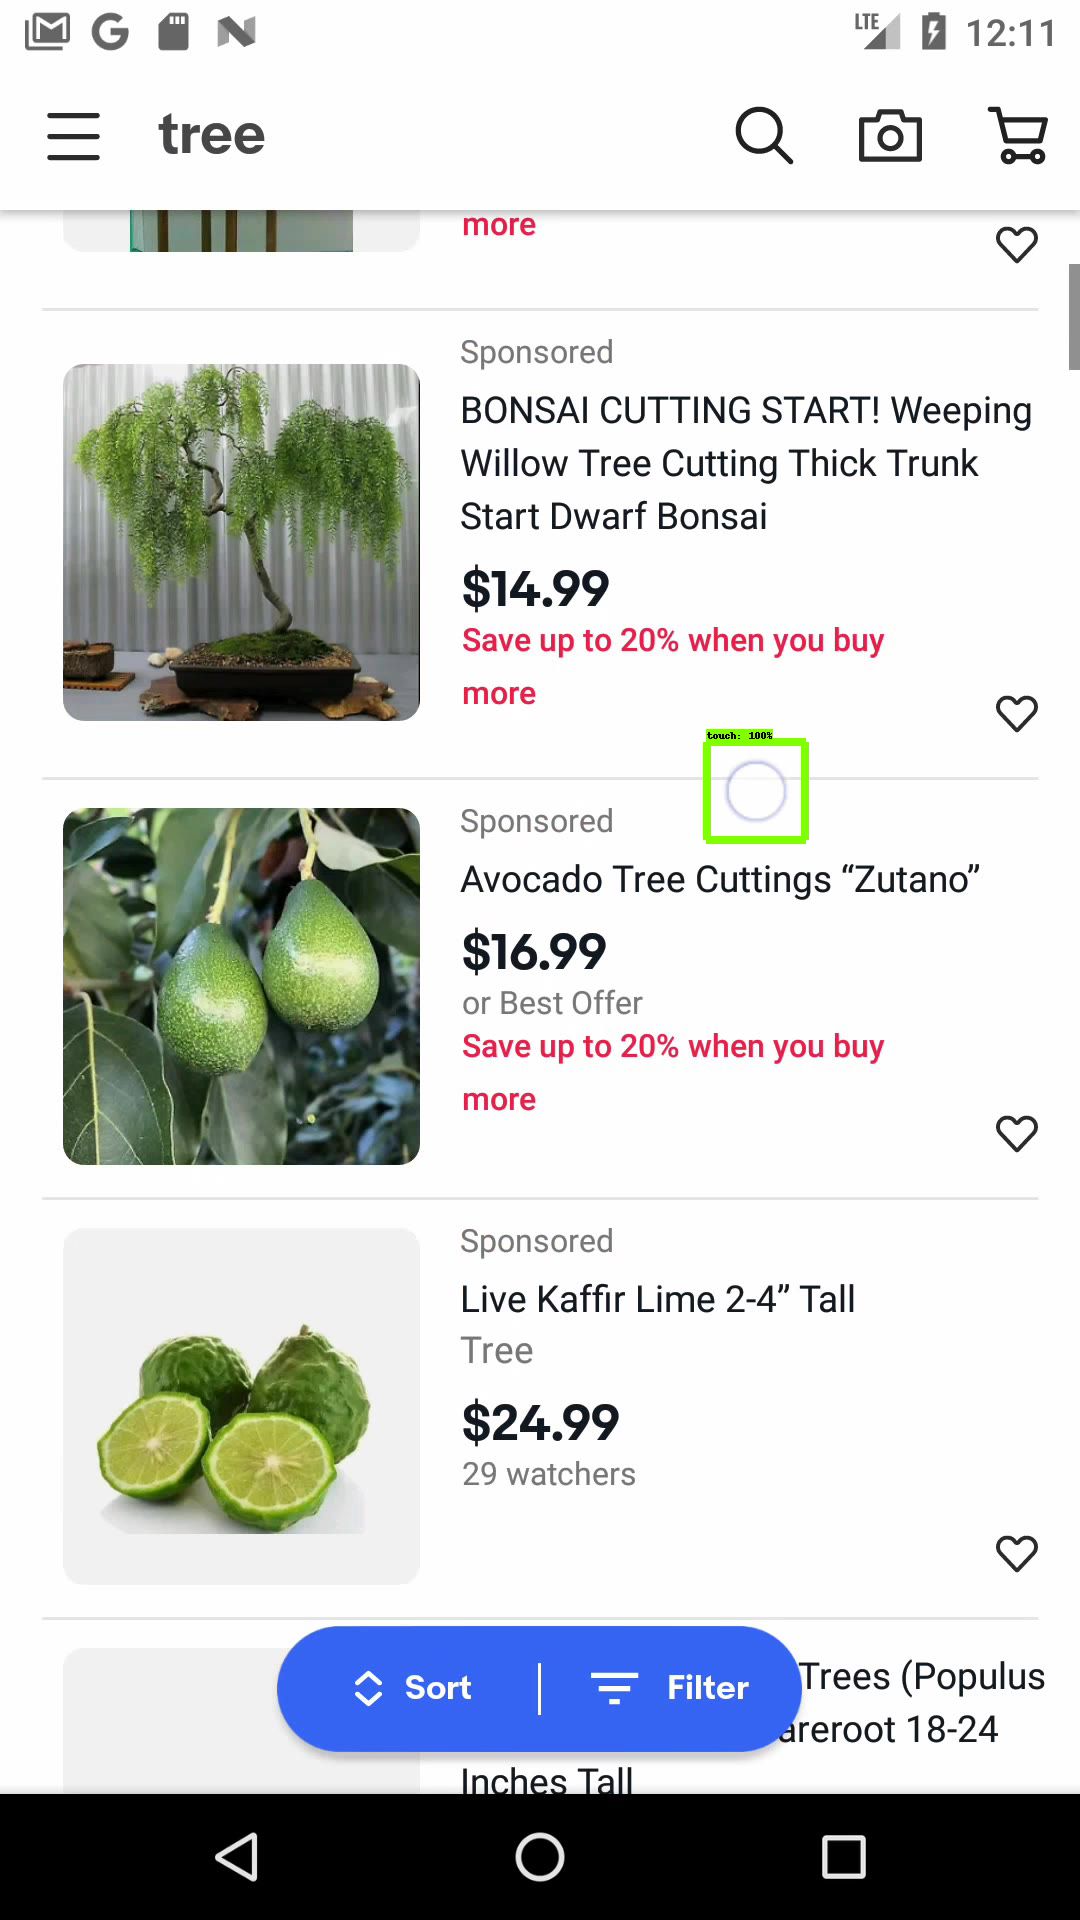 LTE 12:11
tree
more
Sponsored
BONSAI CUTTING START! Weeping
Willow Tree Cutting Thick Trunk
Start Dwarf Bonsai
$14.99
Save up to 20% when you buy
more
touch: 100%
Sponsored
Avocado Tree Cuttings “Zutano”
$16.99
or Best Offer
Save up to 20% when you buy
more
Sponsored
Live Kaffir Lime 2-4” Tall
Tree
$24.99
29 watchers
Trees (Populus
areroot 18-24
Inches Tall
Sort
Filter